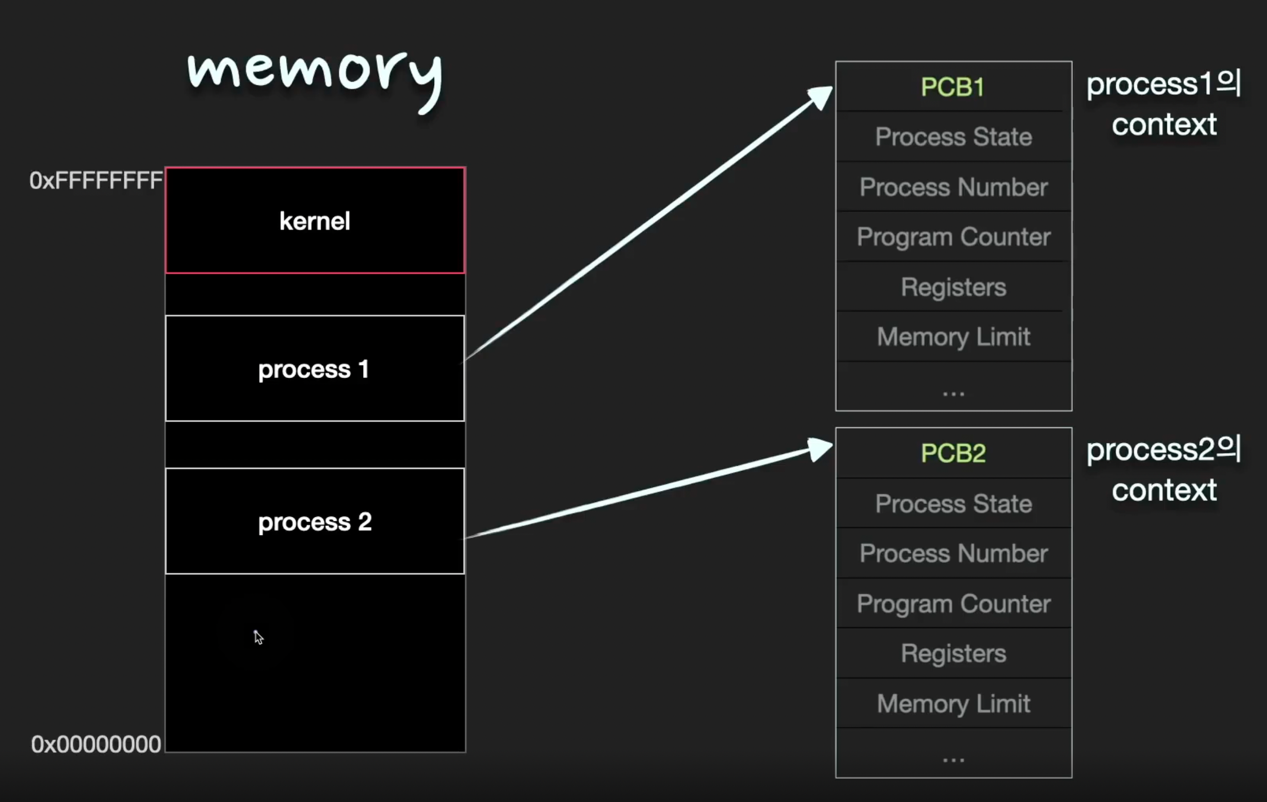 memory
0xFFFFFFFF
kernel
process 1
process 2
0x00000000
PCB1
Process State
Process Number
Program Counter
Registers
Memory Limit
...
process1의
context
PCB2
Process State
Process Number
Program Counter
Registers
Memory Limit
...
process2의
context